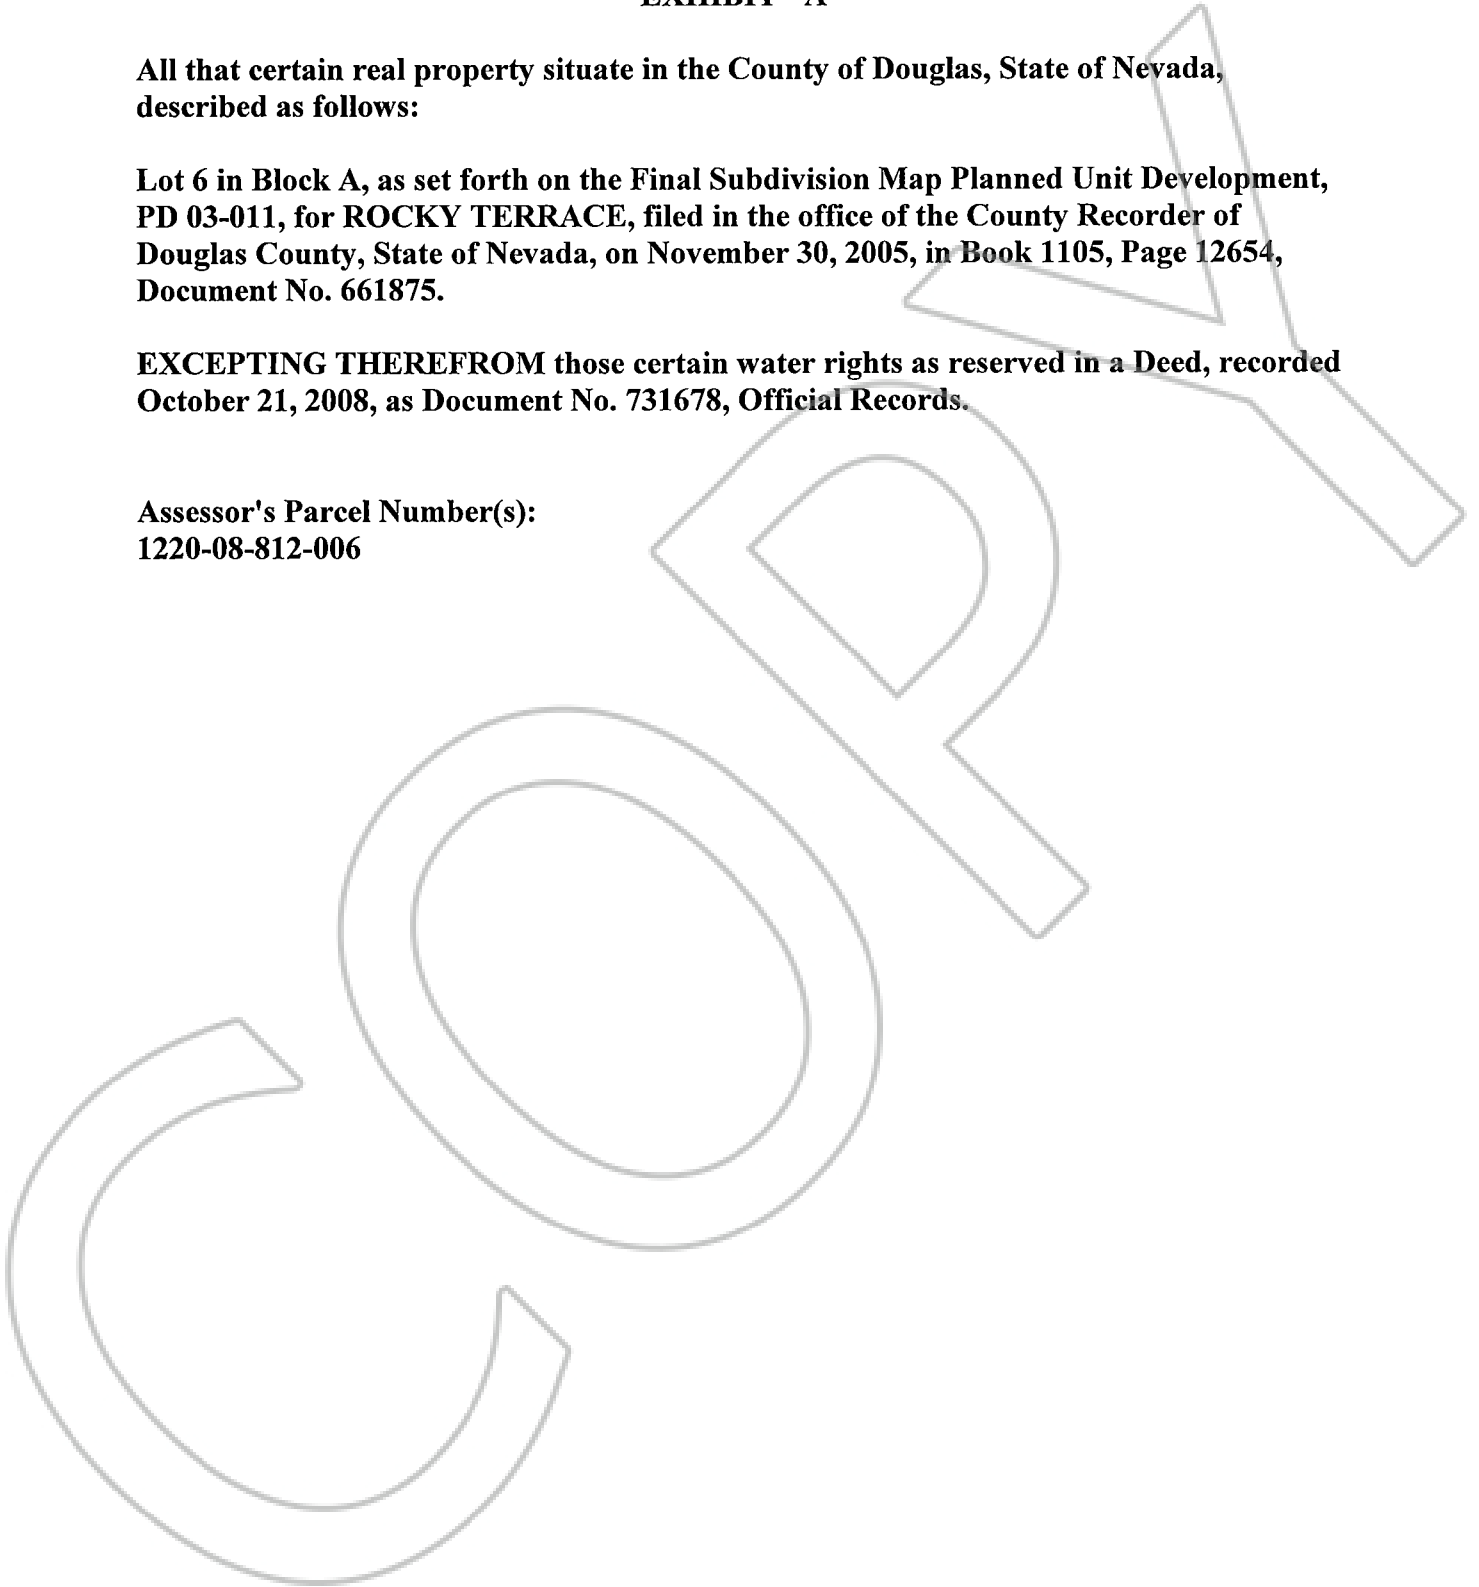 EXHIBIT "A"
All that certain real property situate in the County of Douglas, State of Nevada,
described as follows:
Lot 6 in Block A, as set forth on the Final Subdivision Map Planned Unit Development,
PD 03-011, for ROCKY TERRACE, filed in the office of the County Recorder of
Douglas County, State of Nevada, on November 30, 2005, in Book 1105, Page 12654,
Document No. 661875.
EXCEPTING THEREFROM those certain water rights as reserved in a Deed, recorded
October 21, 2008, as Document No. 731678, Official Records.
Assessor's Parcel Number(s):
1220-08-812-006
COPY